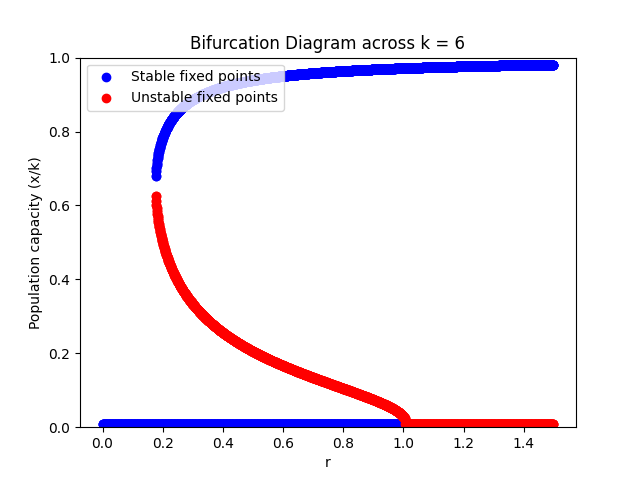 Bifurcation Diagram across k = 6
Stable fixed points
Unstable fixed points
Population capacity (x/k)
1.0
0.8
0.6
0.4
0.2
0.0
0.0 0.2 0.4 0.6 0.8 1.0 1.2 1.4
r